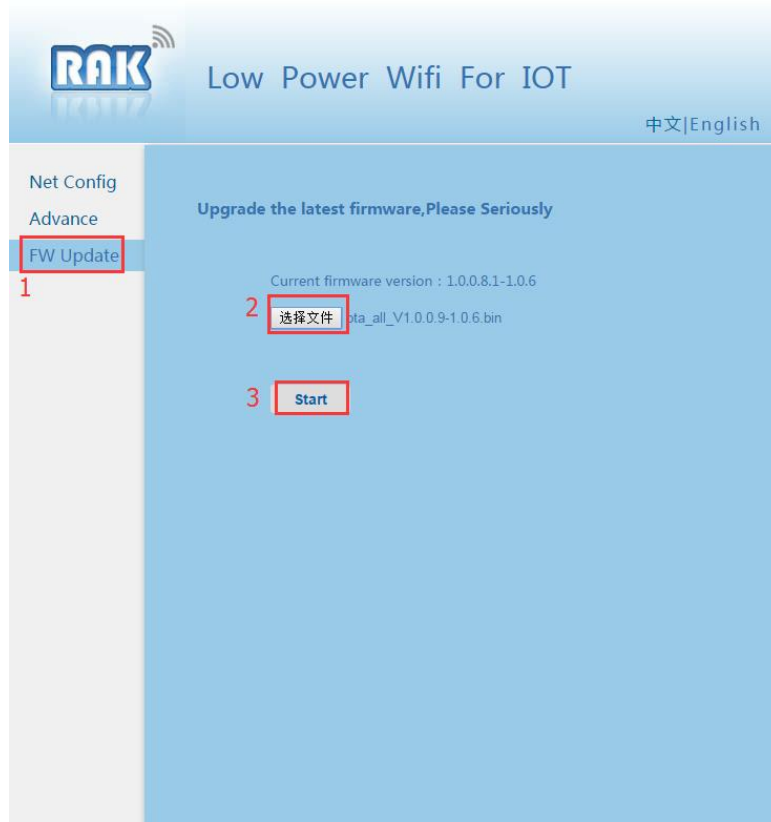 RAK
Low Power Wifi For IOT
中文|English
Net Config
Advance
FW Update
1
Upgrade the latest firmware,Please Seriously
Current firmware version：1.0.0.8.1-1.0.6
2 选择文件 ota_all_V1.0.0.9-1.0.6.bin
3 Start